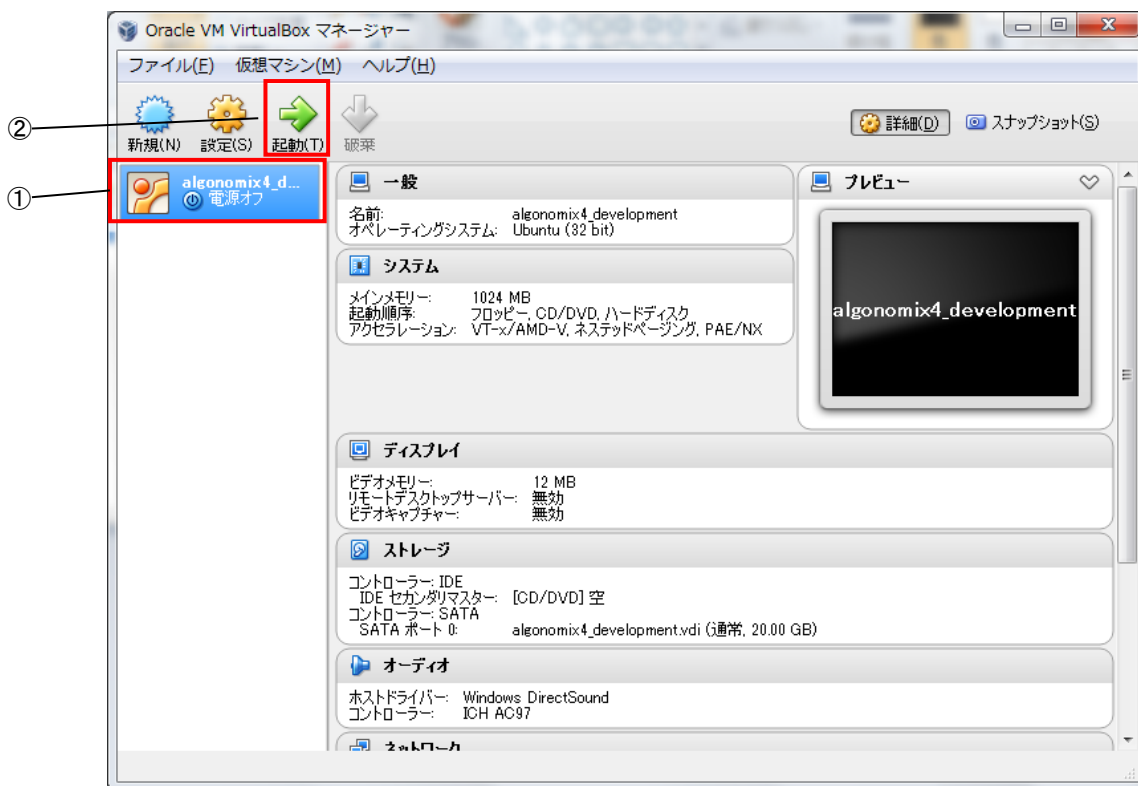 Oracle VM VirtualBox マネージャー
ファイル(F) 仮想マシン(M) ヘルプ(H)
②
新規(N) 設定(S) 起動(T) 破棄
詳細(D) スナップショット(S)
①
algonomix4_d...
電源オフ
一般
名前: algonomix4_development
オペレーティングシステム: Ubuntu (32 bit)
プレビュー
algonomix4_development
システム
メインメモリー: 1024 MB
起動順序: フロッピー, CD/DVD, ハードディスク
アクセラレーション: VT-x/AMD-V, ネステッドページング, PAE/NX
ディスプレイ
ビデオメモリー: 12 MB
リモートデスクトップサーバー: 無効
ビデオキャプチャー: 無効
ストレージ
コントローラー: IDE
IDE セカンダリマスター: [CD/DVD] 空
コントローラー: SATA
SATA ポート 0: algonomix4_development.vdi (通常, 20.00 GB)
オーディオ
ホストドライバー: Windows DirectSound
コントローラー: ICH AC97
ネットワーク